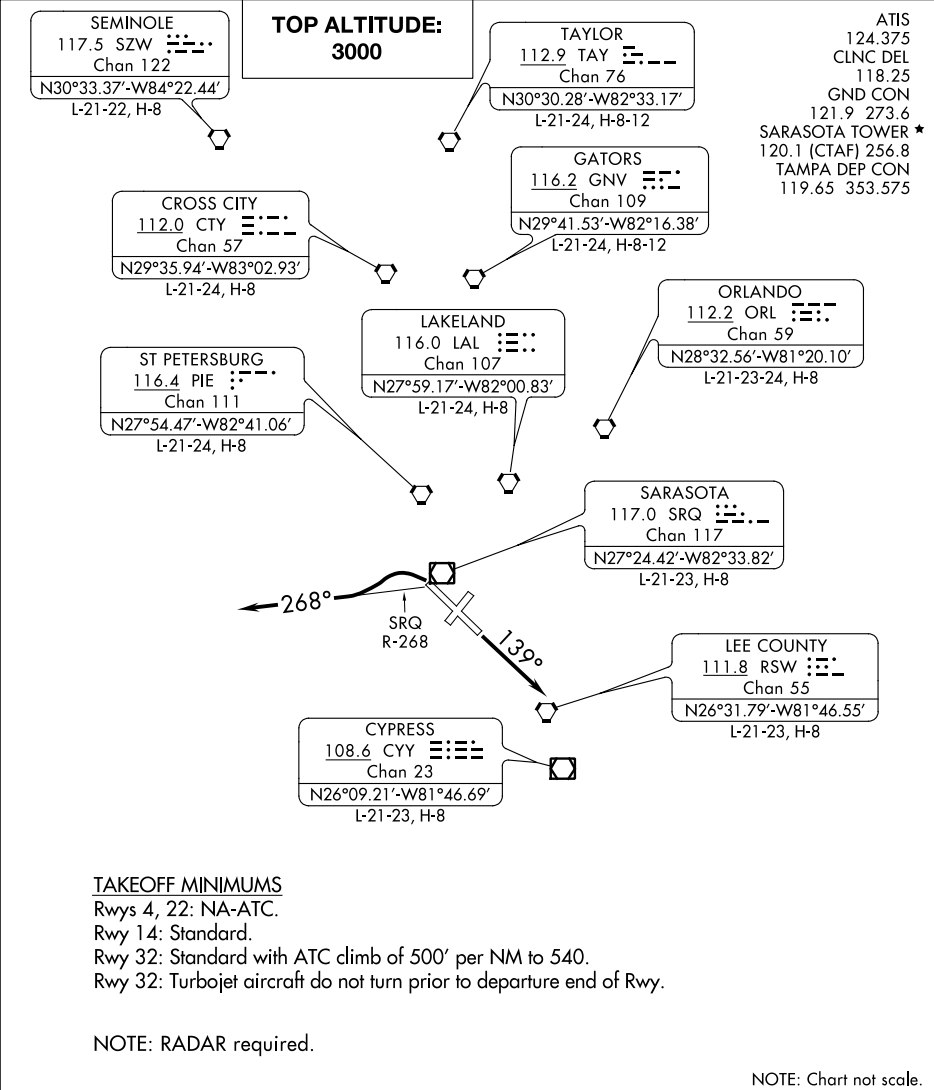 SEMINOLE
117.5 SZW
Chan 122
N30°33.37′-W84°22.44′
L-21-22, H-8
TOP ALTITUDE:
3000
TAYLOR
112.9 TAY
Chan 76
N30°30.28′-W82°33.17′
L-21-24, H-8-12
ATIS
124.375
CLNC DEL
118.25
GND CON
121.9 273.6
SARASOTA TOWER ★
120.1 (CTAF) 256.8
TAMPA DEP CON
119.65 353.575
GATORS
116.2 GNV
Chan 109
N29°41.53′-W82°16.38′
L-21-24, H-8-12
CROSS CITY
112.0 CTY
Chan 57
N29°35.94′-W83°02.93′
L-21-24, H-8
ORLANDO
112.2 ORL
Chan 59
N28°32.56′-W81°20.10′
L-21-23-24, H-8
LAKELAND
116.0 LAL
Chan 107
N27°59.17′-W82°00.83′
L-21-24, H-8
ST PETERSBURG
116.4 PIE
Chan 111
N27°54.47′-W82°41.06′
L-21-24, H-8
SARASOTA
117.0 SRQ
Chan 117
N27°24.42′-W82°33.82′
L-21-23, H-8
268°
SRQ
R-268
139°
LEE COUNTY
111.8 RSW
Chan 55
N26°31.79′-W81°46.55′
L-21-23, H-8
CYPRESS
108.6 CYY
Chan 23
N26°09.21′-W81°46.69′
L-21-23, H-8
TAKEOFF MINIMUMS
Rwys 4, 22: NA-ATC.
Rwy 14: Standard.
Rwy 32: Standard with ATC climb of 500′ per NM to 540.
Rwy 32: Turbojet aircraft do not turn prior to departure end of Rwy.
NOTE: RADAR required.
NOTE: Chart not scale.